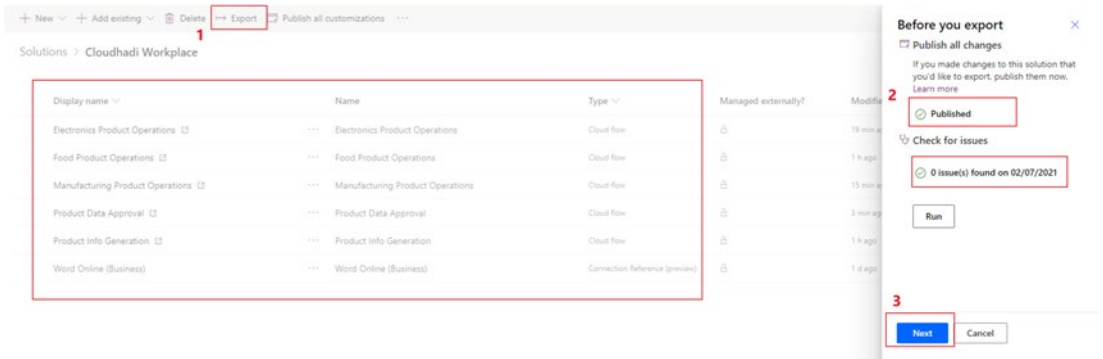 New Add existing Delete Export Publish all customizations ...
1
Solutions > Cloudhadi Workplace
Display name Name Type Managed externally? Modifie
Electronics Product Operations ... Electronics Product Operations Cloud flow 19 min a
Food Product Operations ... Food Product Operations Cloud flow 1 h ago
Manufacturing Product Operations ... Manufacturing Product Operations Cloud flow 15 min a
Product Data Approval ... Product Data Approval Cloud flow 2 min ag
Product Info Generation ... Product Info Generation Cloud flow 1 h ago
Word Online (Business) ... Word Online (Business) Connection Reference (preview) 1 d ago
Before you export
Publish all changes
If you made changes to this solution that
you'd like to export, publish them now.
Learn more
2
Published
Check for issues
0 issue(s) found on 02/07/2021
Run
3
Next Cancel